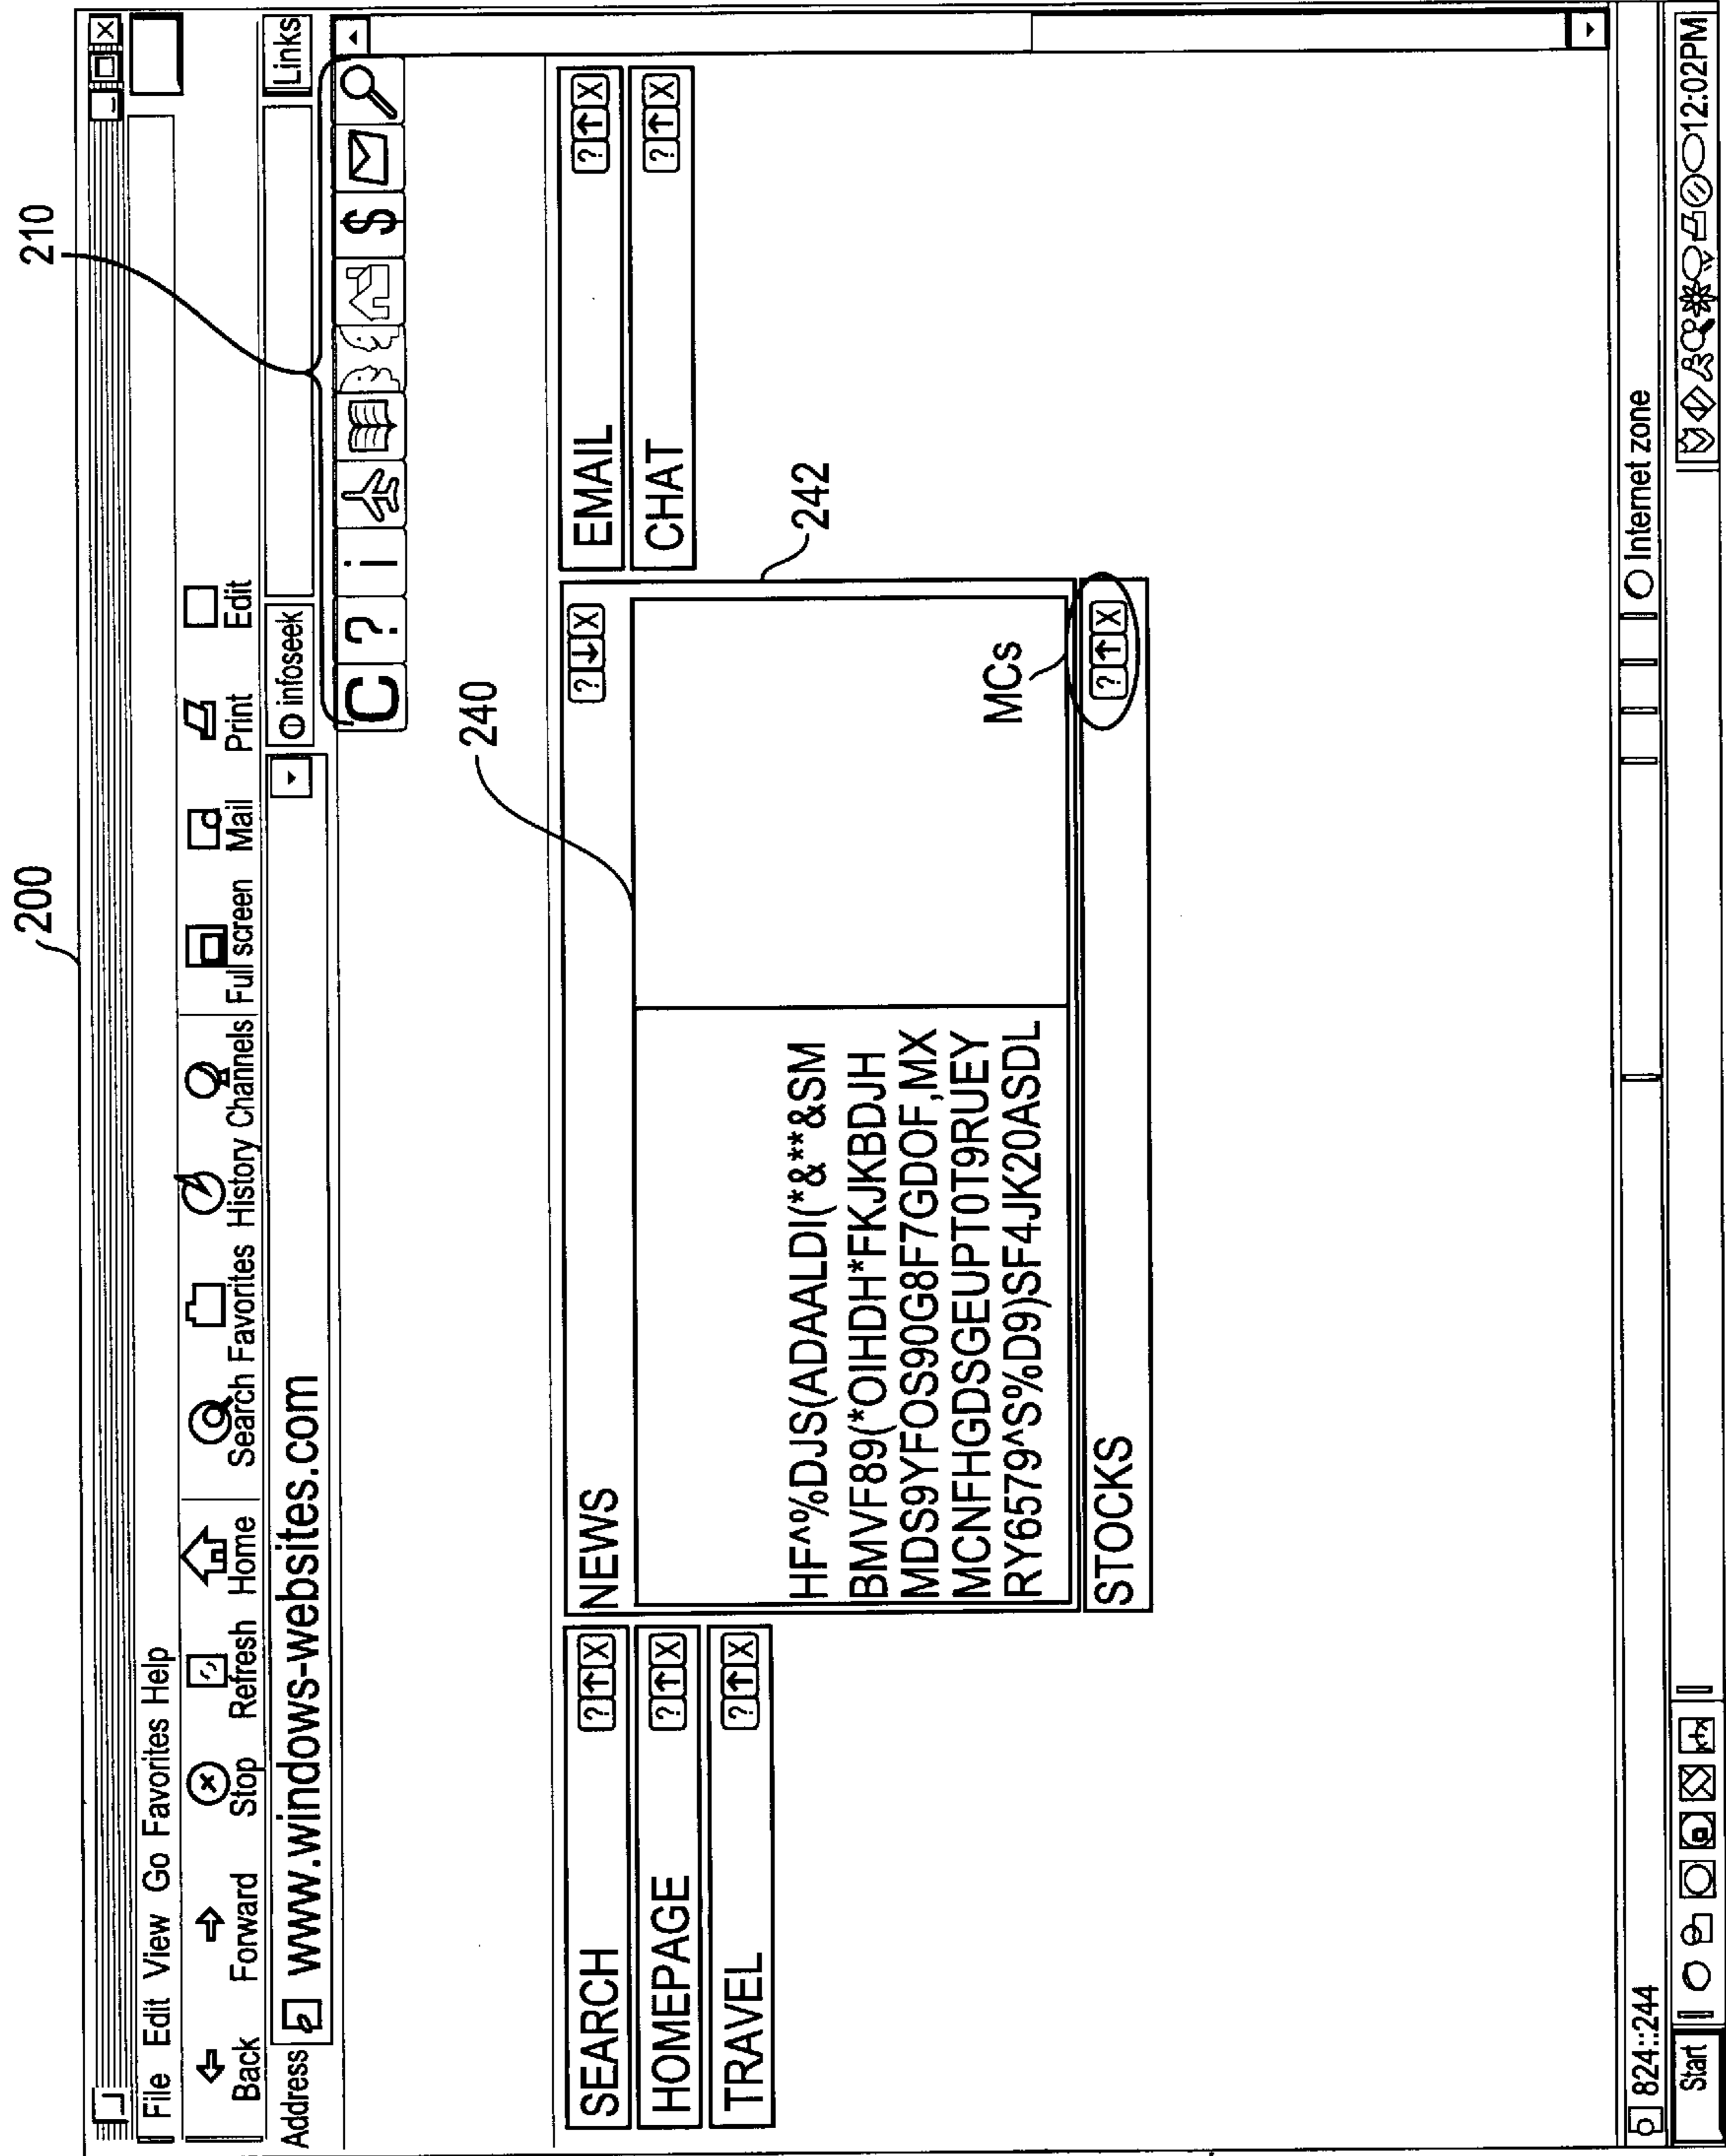 200
210
File Edit View Go Favorites Help
Back Forward Stop Refresh Home Search Favorites History Channels Full screen Mail Print Edit
Address www.windows-websites.com infoseek Links
C ? i $
240
SEARCH ? X
NEWS ? X
EMAIL ? X
HOMEPAGE ? X
CHAT ? X
TRAVEL ? X
242
HF^%DJS(ADAALDI(*&**&SM
BMVF89(*OIHDH*FKJKBDJH
MDS9YFOS90G8F7GDOF,MX
MCNFHGDSGEUPT0T9RUEY
RY6579^S%D9)SF4JK20ASDL
MCs
STOCKS ? X
824::244 Internet zone
Start 12:02PM